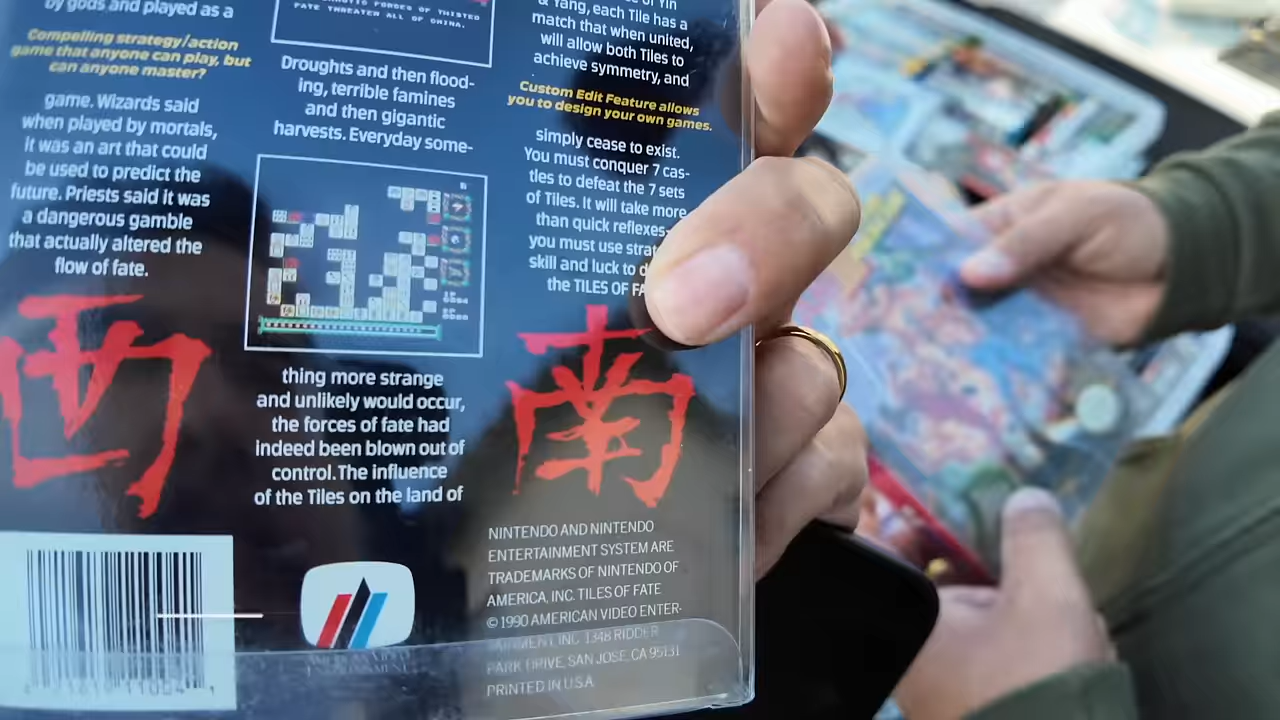 by gods and played as a
Compelling strategy/action
game that anyone can play, but
can anyone master?
game. Wizards said
when played by mortals,
it was an art that could
be used to predict the
future. Priests said it was
a dangerous gamble
that actually altered the
flow of fate.
西
FORCES OF THISTED
FATE THREATEN ALL OF CHINA.
Droughts and then flood-
ing, terrible famines
and then gigantic
harvests. Everyday some-
thing more strange
and unlikely would occur,
the forces of fate had
indeed been blown out of
control. The influence
of the Tiles on the land of
of Yin
& Yang, each Tile has a
match that when united,
will allow both Tiles to
achieve symmetry, and
Custom Edit Feature allows
you to design your own games.
simply cease to exist.
You must conquer 7 cas-
tles to defeat the 7 sets
of Tiles. It will take more
than quick reflexes-
you must use
skill and luck to
the TILES OF
南
NINTENDO AND NINTENDO
ENTERTAINMENT SYSTEM ARE
TRADEMARKS OF NINTENDO OF
AMERICA, INC. TILES OF FATE
© 1990 AMERICAN VIDEO ENTER-
TAINMENT, INC. 1348 RIDDER
PARK DRIVE, SAN JOSE, CA 95131
PRINTED IN U.S.A.